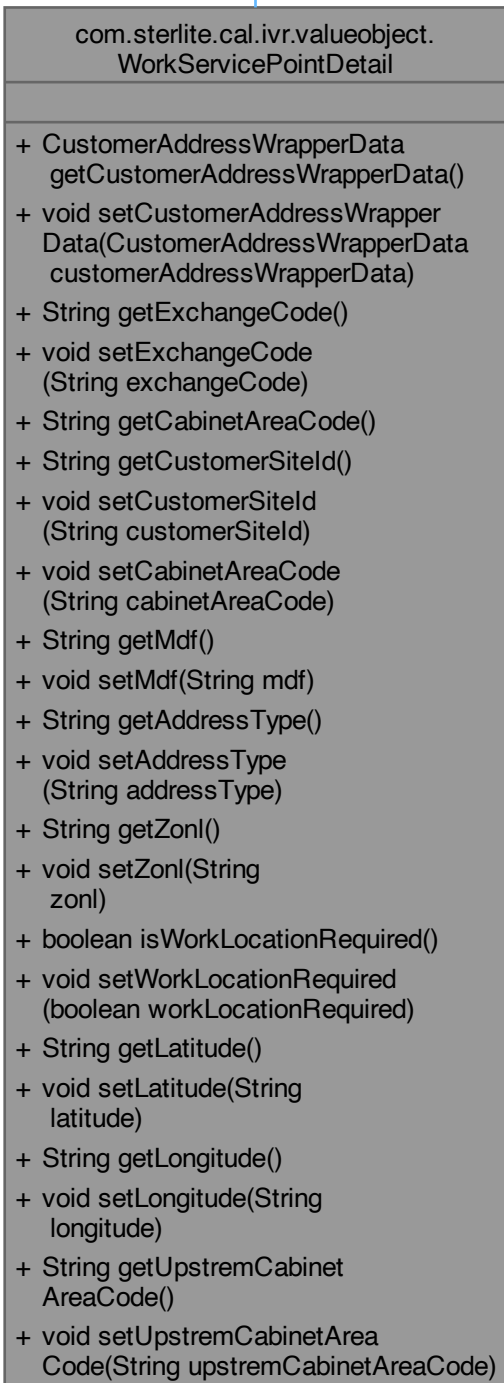 com.sterlite.cal.ivr.valueobject.
WorkServicePointDetail
+ CustomerAddressWrapperData
getCustomerAddressWrapperData()
+ void setCustomerAddressWrapper
Data(CustomerAddressWrapperData
customerAddressWrapperData)
+ String getExchangeCode()
+ void setExchangeCode
(String exchangeCode)
+ String getCabinetAreaCode()
+ String getCustomerSiteId()
+ void setCustomerSiteId
(String customerSiteId)
+ void setCabinetAreaCode
(String cabinetAreaCode)
+ String getMdf()
+ void setMdf(String mdf)
+ String getAddressType()
+ void setAddressType
(String addressType)
+ String getZonl()
+ void setZonl(String
zonl)
+ boolean isWorkLocationRequired()
+ void setWorkLocationRequired
(boolean workLocationRequired)
+ String getLatitude()
+ void setLatitude(String
latitude)
+ String getLongitude()
+ void setLongitude(String
longitude)
+ String getUpstremCabinet
AreaCode()
+ void setUpstremCabinetArea
Code(String upstremCabinetAreaCode)